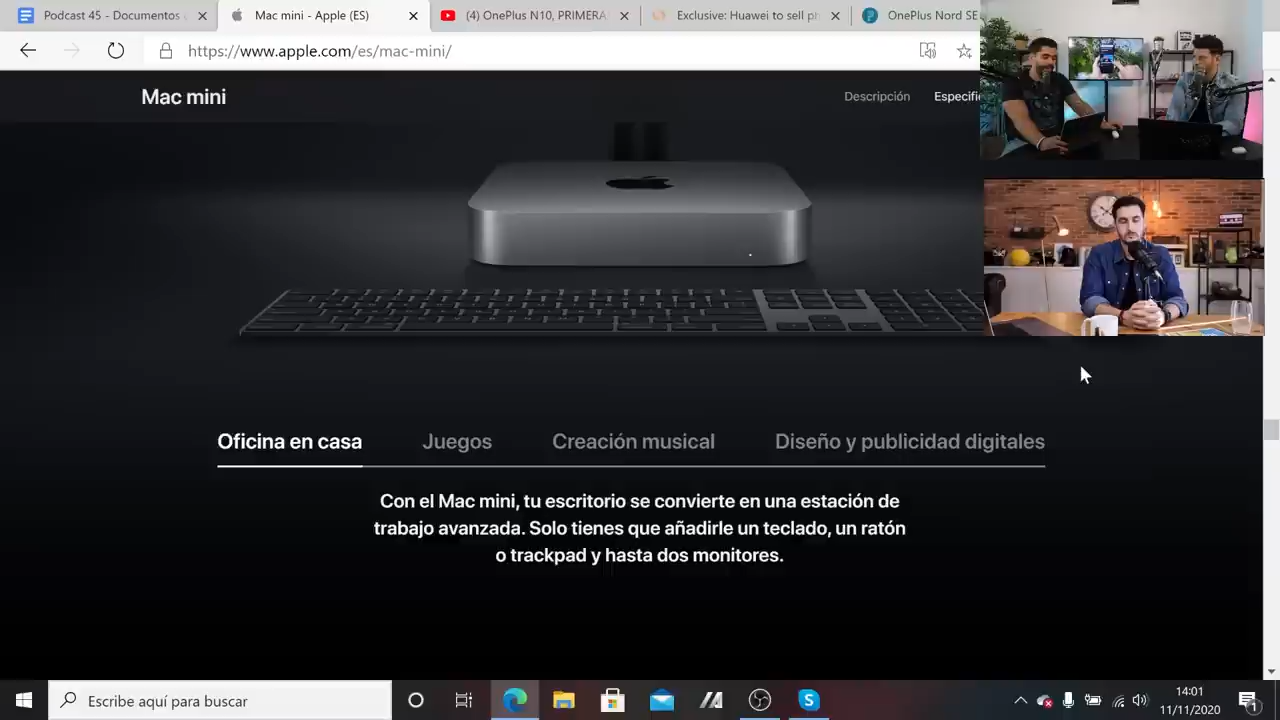 Podcast 45 - Documentos
Mac mini - Apple (ES)
(4) OnePlus N10, PRIMERA
Exclusive: Huawei to sell ph
OnePlus Nord SE
https://www.apple.com/es/mac-mini/
Mac mini
Descripción
Especifi
Oficina en casa
Juegos
Creación musical
Diseño y publicidad digitales
Con el Mac mini, tu escritorio se convierte en una estación de
trabajo avanzada. Solo tienes que añadirle un teclado, un ratón
o trackpad y hasta dos monitores.
Escribe aquí para buscar
14:01
11/11/2020
1